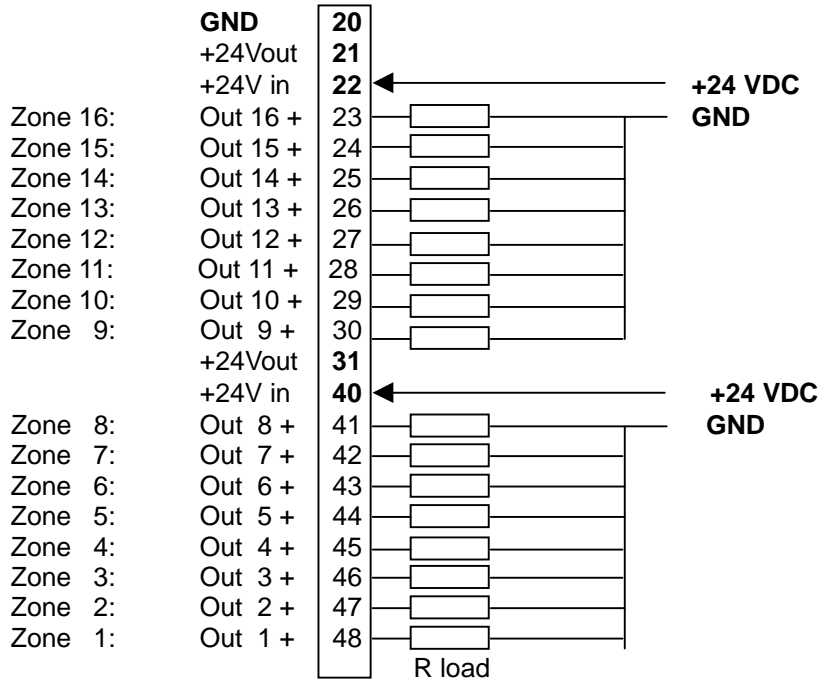 GND 20
+24Vout 21
+24V in 22 +24 VDC
Zone 16: Out 16 + 23 GND
Zone 15: Out 15 + 24
Zone 14: Out 14 + 25
Zone 13: Out 13 + 26
Zone 12: Out 12 + 27
Zone 11: Out 11 + 28
Zone 10: Out 10 + 29
Zone 9: Out 9 + 30
+24Vout 31
+24V in 40 +24 VDC
Zone 8: Out 8 + 41 GND
Zone 7: Out 7 + 42
Zone 6: Out 6 + 43
Zone 5: Out 5 + 44
Zone 4: Out 4 + 45
Zone 3: Out 3 + 46
Zone 2: Out 2 + 47
Zone 1: Out 1 + 48
R load